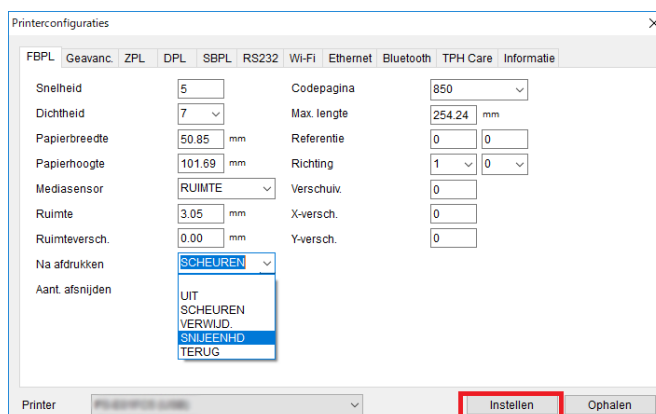 Printerconfiguraties
FBPL Geavanc. ZPL DPL SBPL RS232 Wi-Fi Ethernet Bluetooth TPH Care Informatie
Snelheid 5 Codepagina 850
Dichtheid 7 Max. lengte 254.24 mm
Papierbreedte 50.85 mm Referentie 0 0
Papierhoogte 101.69 mm Richting 1 0
Mediasensor RUIMTE Verschuiv. 0
Ruimte 3.05 mm X-versch. 0
Ruimteversch. 0.00 mm Y-versch. 0
Na afdrukken SCHEUREN
Aant. afsnijden
UIT
SCHEUREN
VERWIJD.
SNIJEENHD
TERUG
Printer Instellen Ophalen